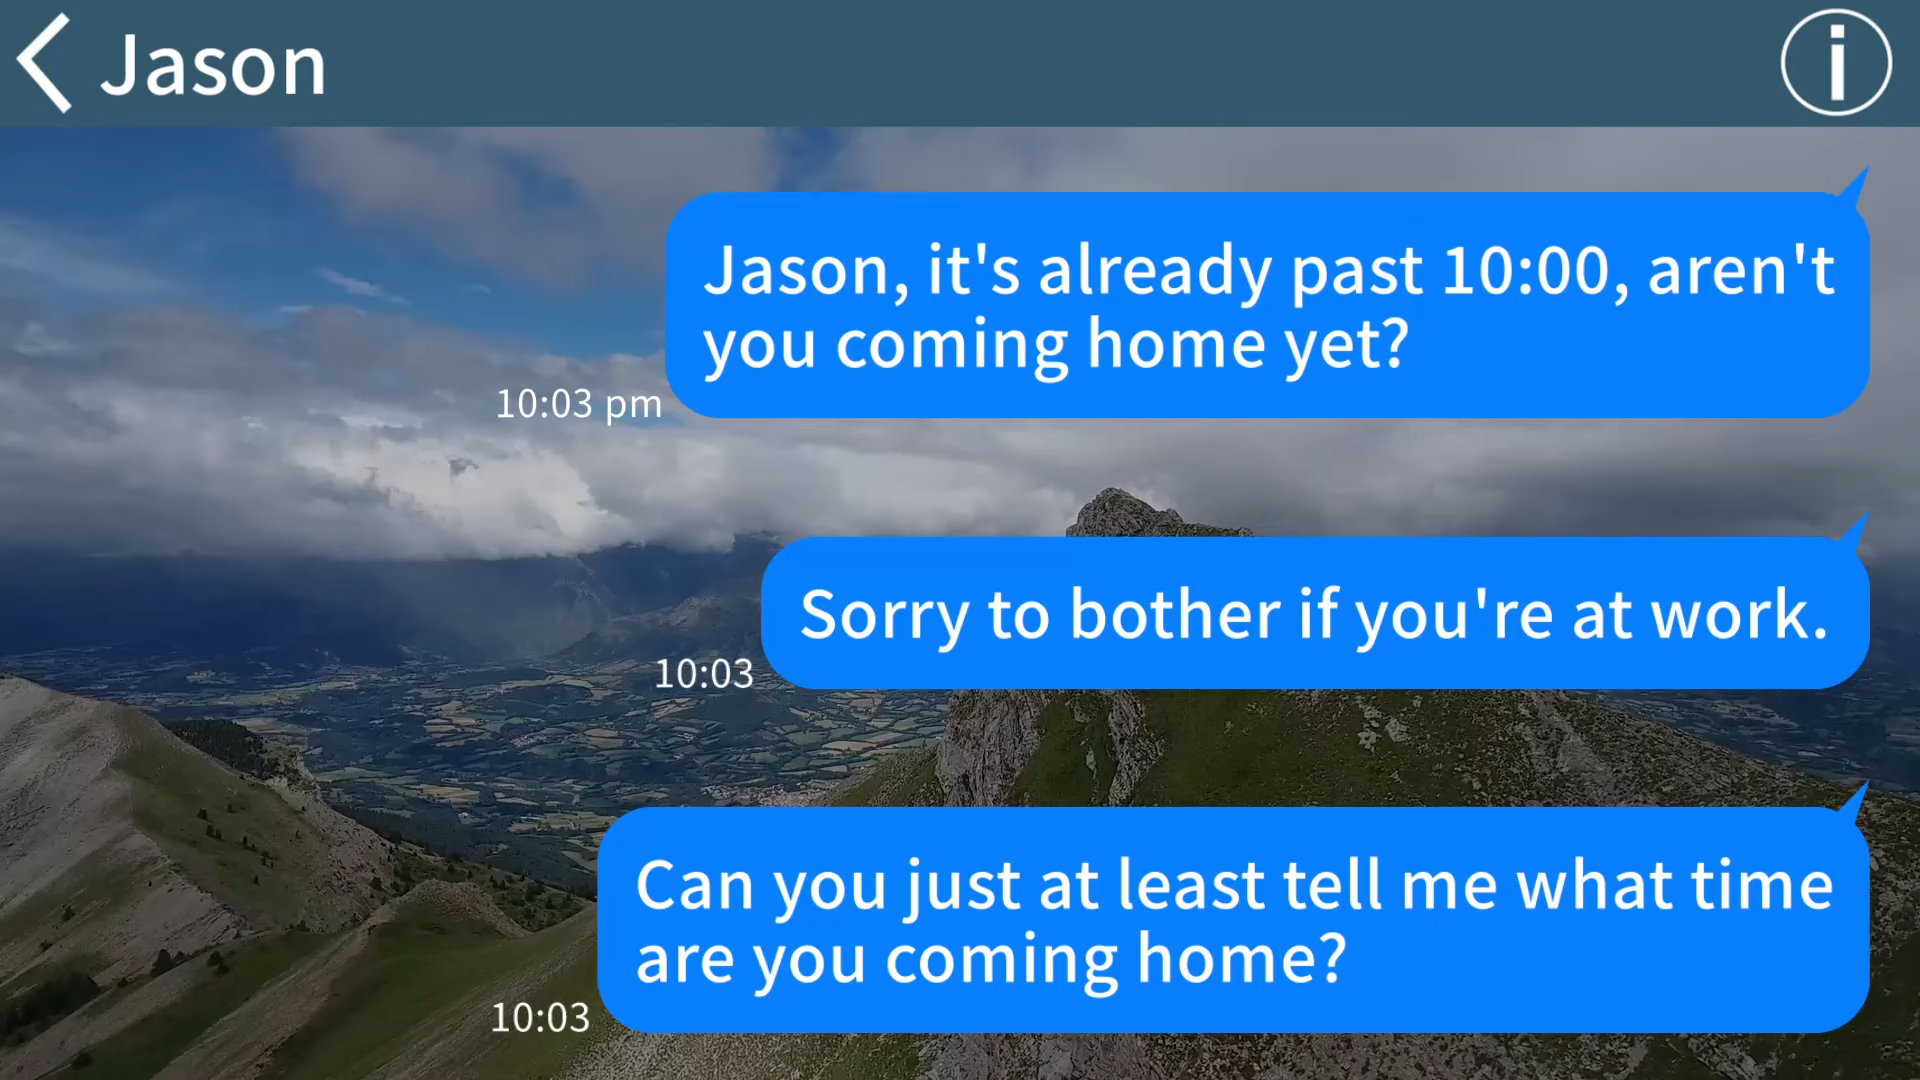 Jason
Jason, it's already past 10:00, aren't
you coming home yet?
10:03 pm
Sorry to bother if you're at work.
10:03
Can you just at least tell me what time
are you coming home?
10:03